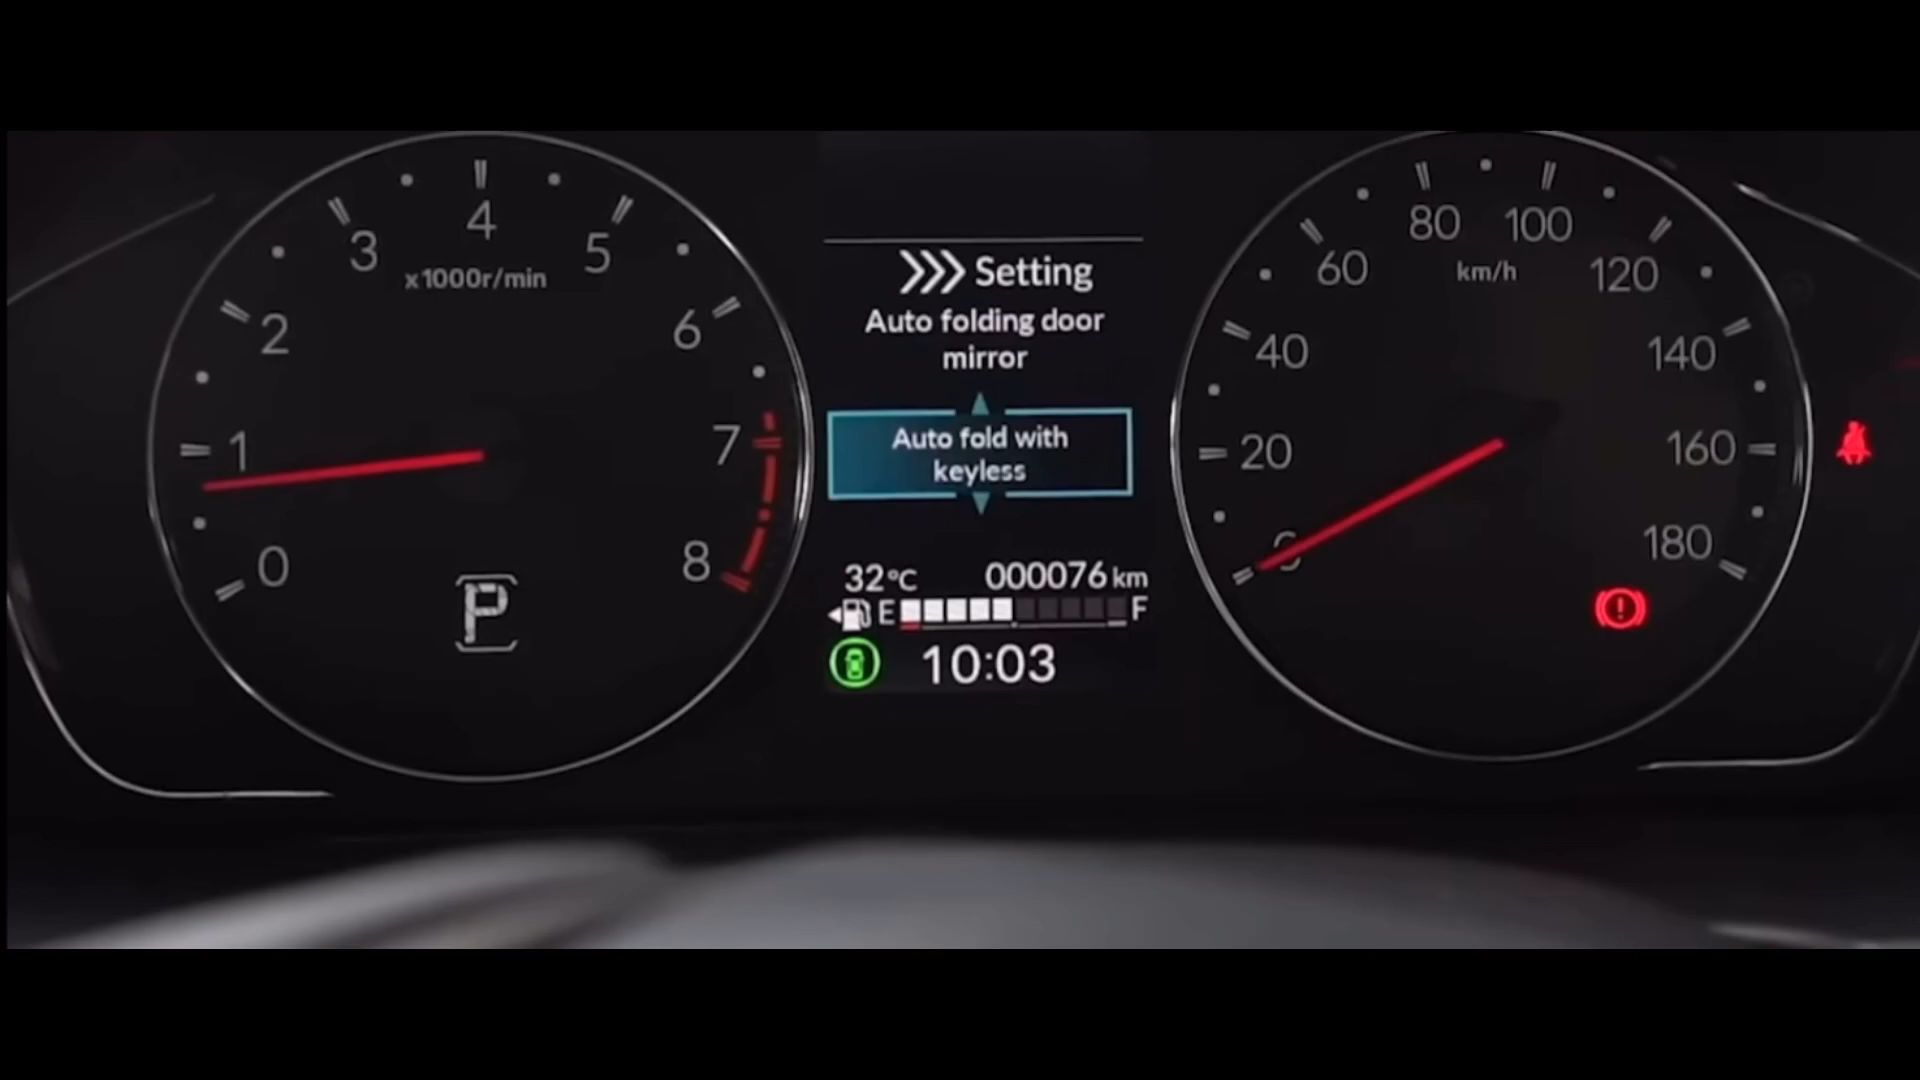 0
1
2
3
4
5
6
7
8
x1000r/min
P
Setting
Auto folding door
mirror
Auto fold with
keyless
32°C 000076 km
E F
10:03
0
20
40
60
80
100
120
140
160
180
km/h